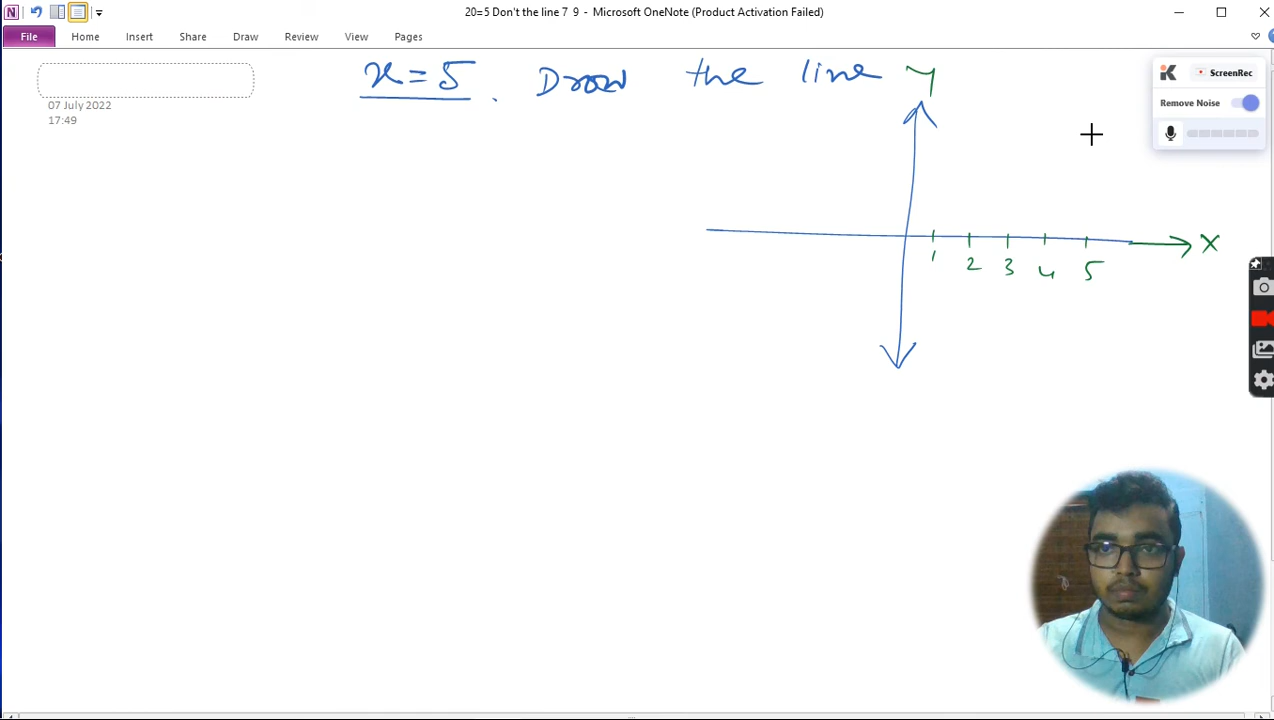 20=5 Don't the line 7 9 - Microsoft OneNote (Product Activation Failed)
File Home Insert Share Draw Review View Pages
07 July 2022
17:49
x = 5. Draw the line
Y
X
1 2 3 4 5
ScreenRec
Remove Noise